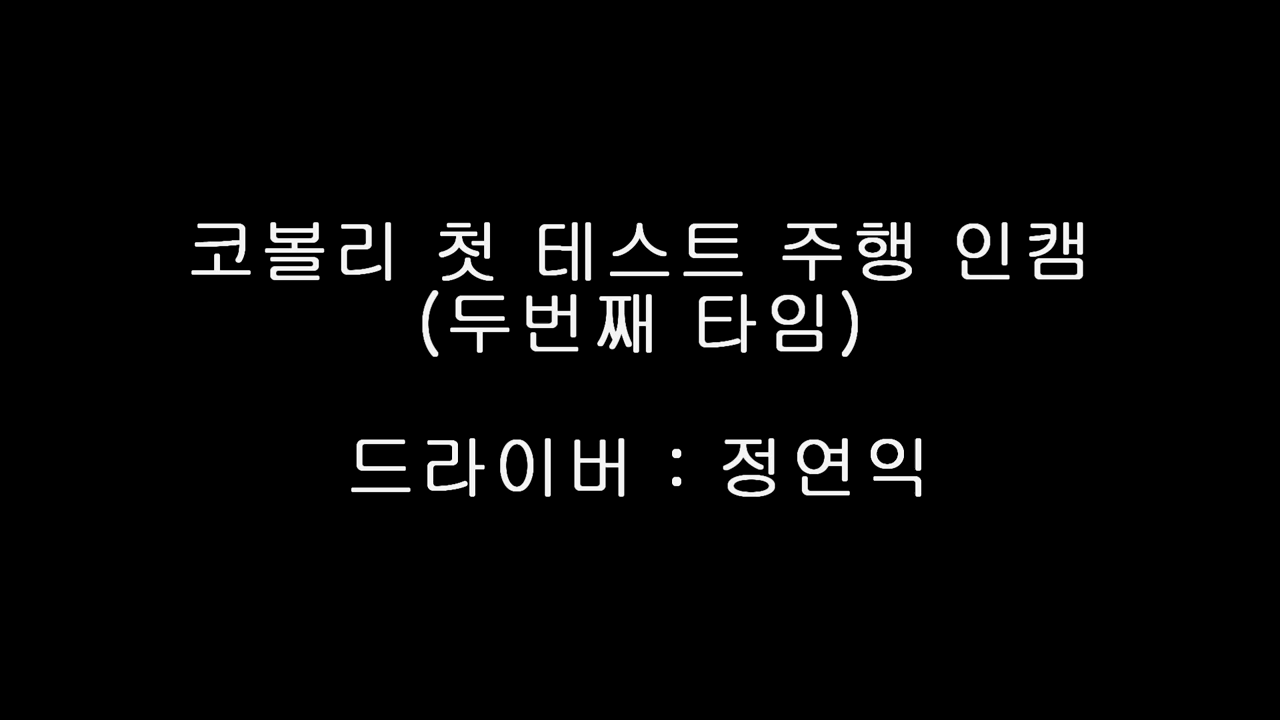 코볼리 첫 테스트 주행 인캠
(두번째 타임)
드라이버 : 정연익